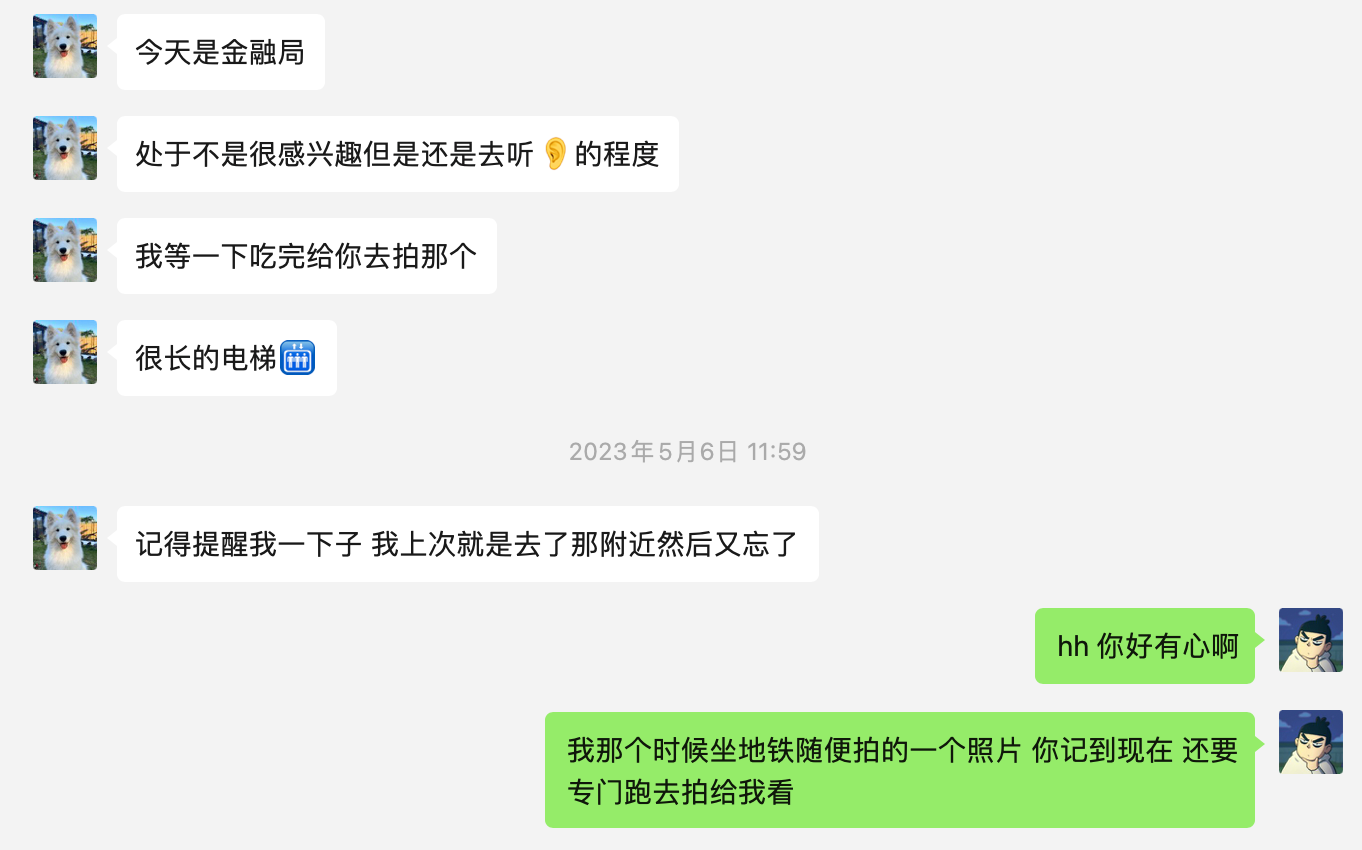 今天是金融局
处于不是很感兴趣但是还是去听👂的程度
我等一下吃完给你去拍那个
很长的电梯🛗
2023年5月6日 11:59
记得提醒我一下子 我上次就是去了那附近然后又忘了
hh 你好有心啊
我那个时候坐地铁随便拍的一个照片 你记到现在 还要
专门跑去拍给我看